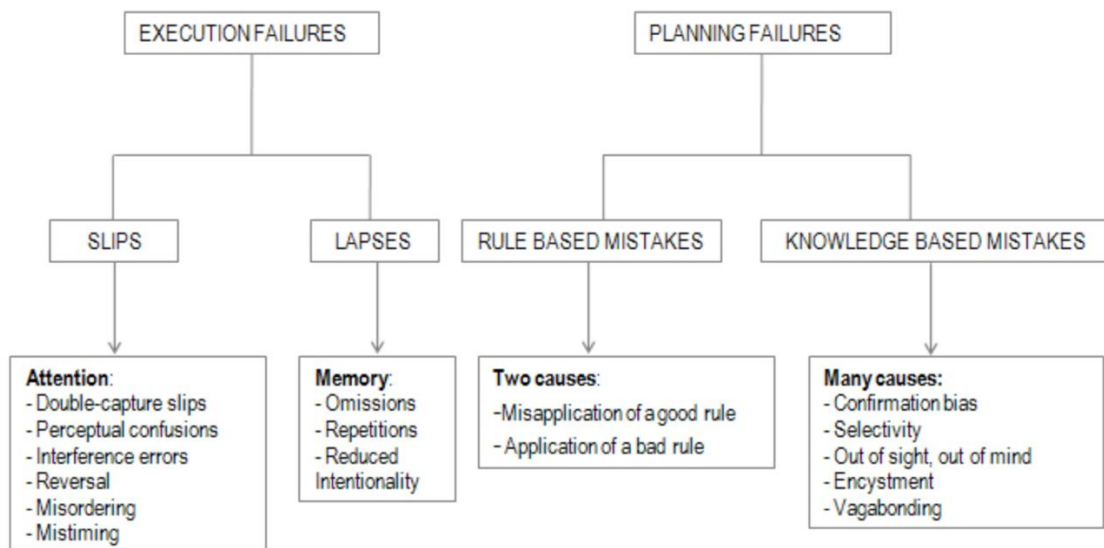 EXECUTION FAILURES
PLANNING FAILURES
SLIPS
LAPSES
RULE BASED MISTAKES
KNOWLEDGE BASED MISTAKES
Attention:
- Double-capture slips
- Perceptual confusions
- Interference errors
- Reversal
- Misordering
- Mistiming
Memory:
- Omissions
- Repetitions
- Reduced
Intentionality
Two causes:
-Misapplication of a good rule
- Application of a bad rule
Many causes:
- Confirmation bias
- Selectivity
- Out of sight, out of mind
- Encystment
- Vagabonding